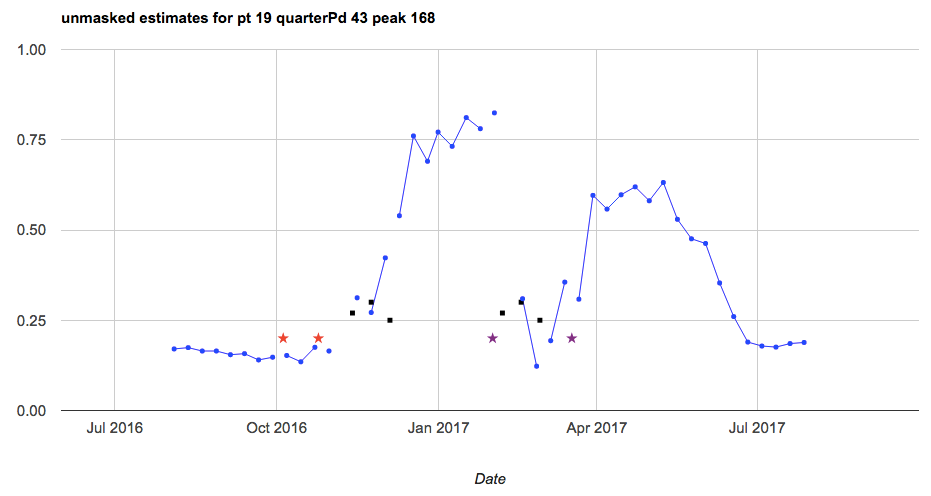 unmasked estimates for pt 19 quarterPd 43 peak 168
1.00
0.75
0.50
0.25
0.00
Jul 2016 Oct 2016 Jan 2017 Apr 2017 Jul 2017
Date